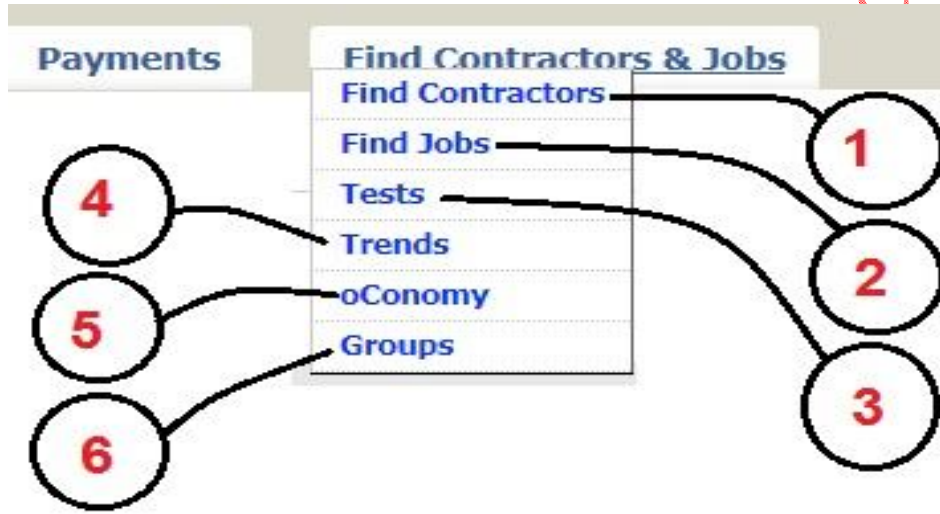 Payments
Find Contractors & Jobs
Find Contractors
1
Find Jobs
2
Tests
3
4
Trends
5
oConomy
6
Groups